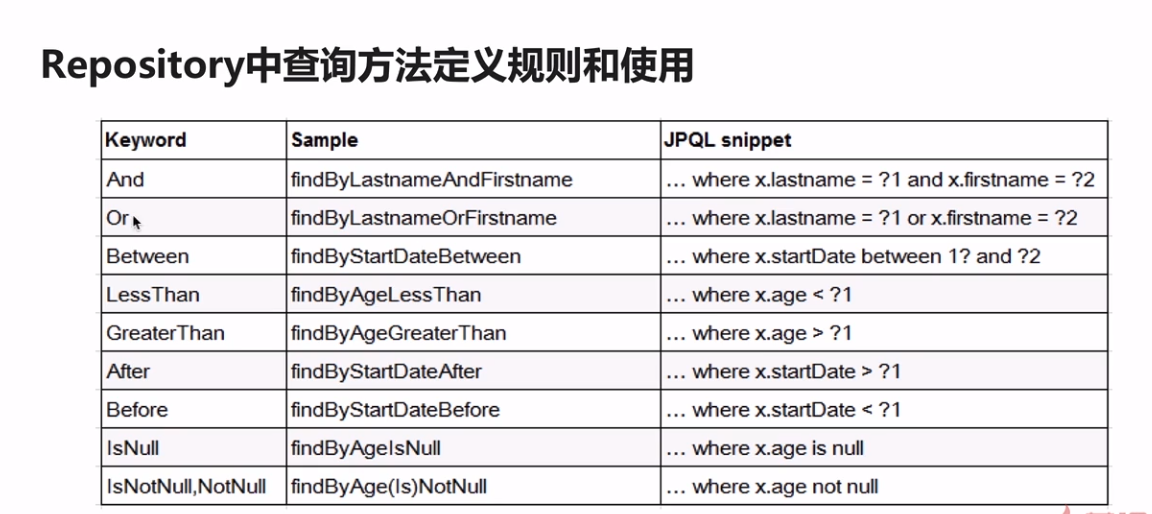 Repository中查询方法定义规则和使用
Keyword Sample JPQL snippet
And findByLastnameAndFirstname … where x.lastname = ?1 and x.firstname = ?2
Or findByLastnameOrFirstname … where x.lastname = ?1 or x.firstname = ?2
Between findByStartDateBetween … where x.startDate between 1? and ?2
LessThan findByAgeLessThan … where x.age < ?1
GreaterThan findByAgeGreaterThan … where x.age > ?1
After findByStartDateAfter … where x.startDate > ?1
Before findByStartDateBefore … where x.startDate < ?1
IsNull findByAgeIsNull … where x.age is null
IsNotNull,NotNull findByAge(Is)NotNull … where x.age not null